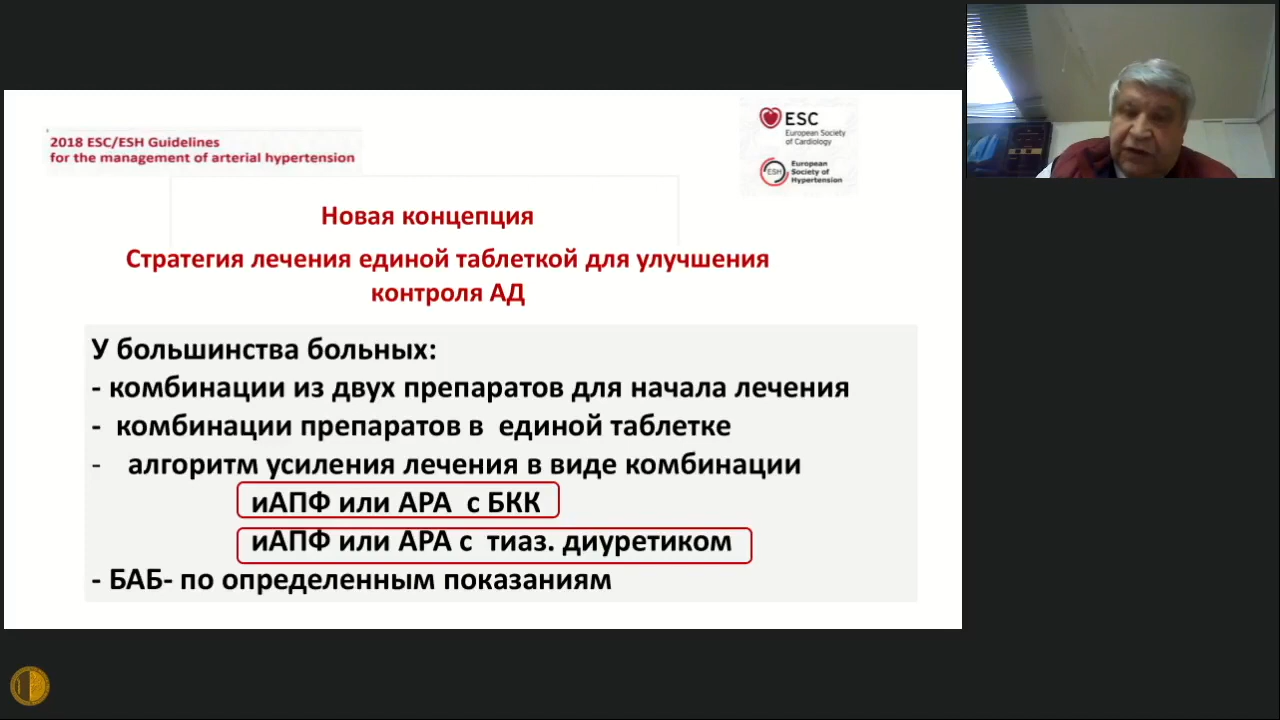 2018 ESC/ESH Guidelines
for the management of arterial hypertension
ESC
European Society
of Cardiology
ESH
European
Society of
Hypertension
Новая концепция
Стратегия лечения единой таблеткой для улучшения
контроля АД
У большинства больных:
- комбинации из двух препаратов для начала лечения
- комбинации препаратов в единой таблетке
- алгоритм усиления лечения в виде комбинации
иАПФ или АРА с БКК
иАПФ или АРА с тиаз. диуретиком
- БАБ- по определенным показаниям